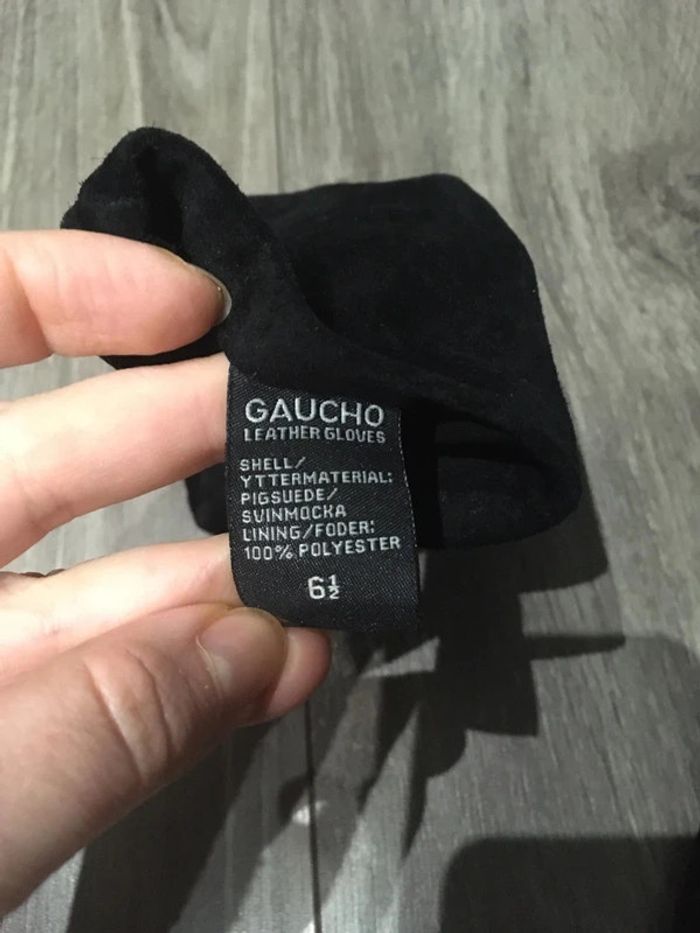 GAUCHO
LEATHER GLOVES
SHELL/
YTTERMATERIAL:
PIGSUEDE/
SVINMOCKA
LINING/FODER:
100% POLYESTER
6½